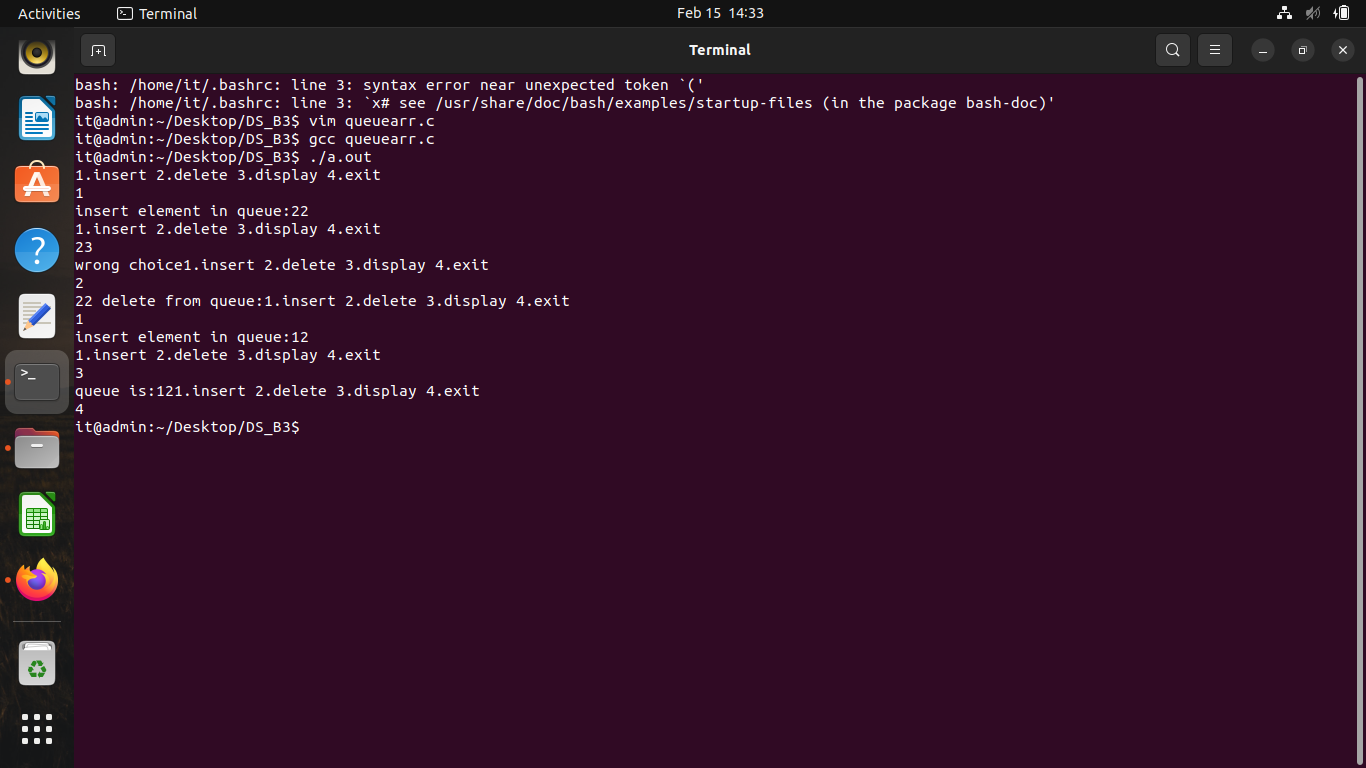 Activities
Terminal
Feb 15 14:33
Terminal
bash: /home/it/.bashrc: line 3: syntax error near unexpected token `('
bash: /home/it/.bashrc: line 3: `x# see /usr/share/doc/bash/examples/startup-files (in the package bash-doc)'
it@admin:~/Desktop/DS_B3$ vim queuearr.c
it@admin:~/Desktop/DS_B3$ gcc queuearr.c
it@admin:~/Desktop/DS_B3$ ./a.out
1.insert 2.delete 3.display 4.exit
1
insert element in queue:22
1.insert 2.delete 3.display 4.exit
23
wrong choice1.insert 2.delete 3.display 4.exit
2
22 delete from queue:1.insert 2.delete 3.display 4.exit
1
insert element in queue:12
1.insert 2.delete 3.display 4.exit
3
queue is:121.insert 2.delete 3.display 4.exit
4
it@admin:~/Desktop/DS_B3$